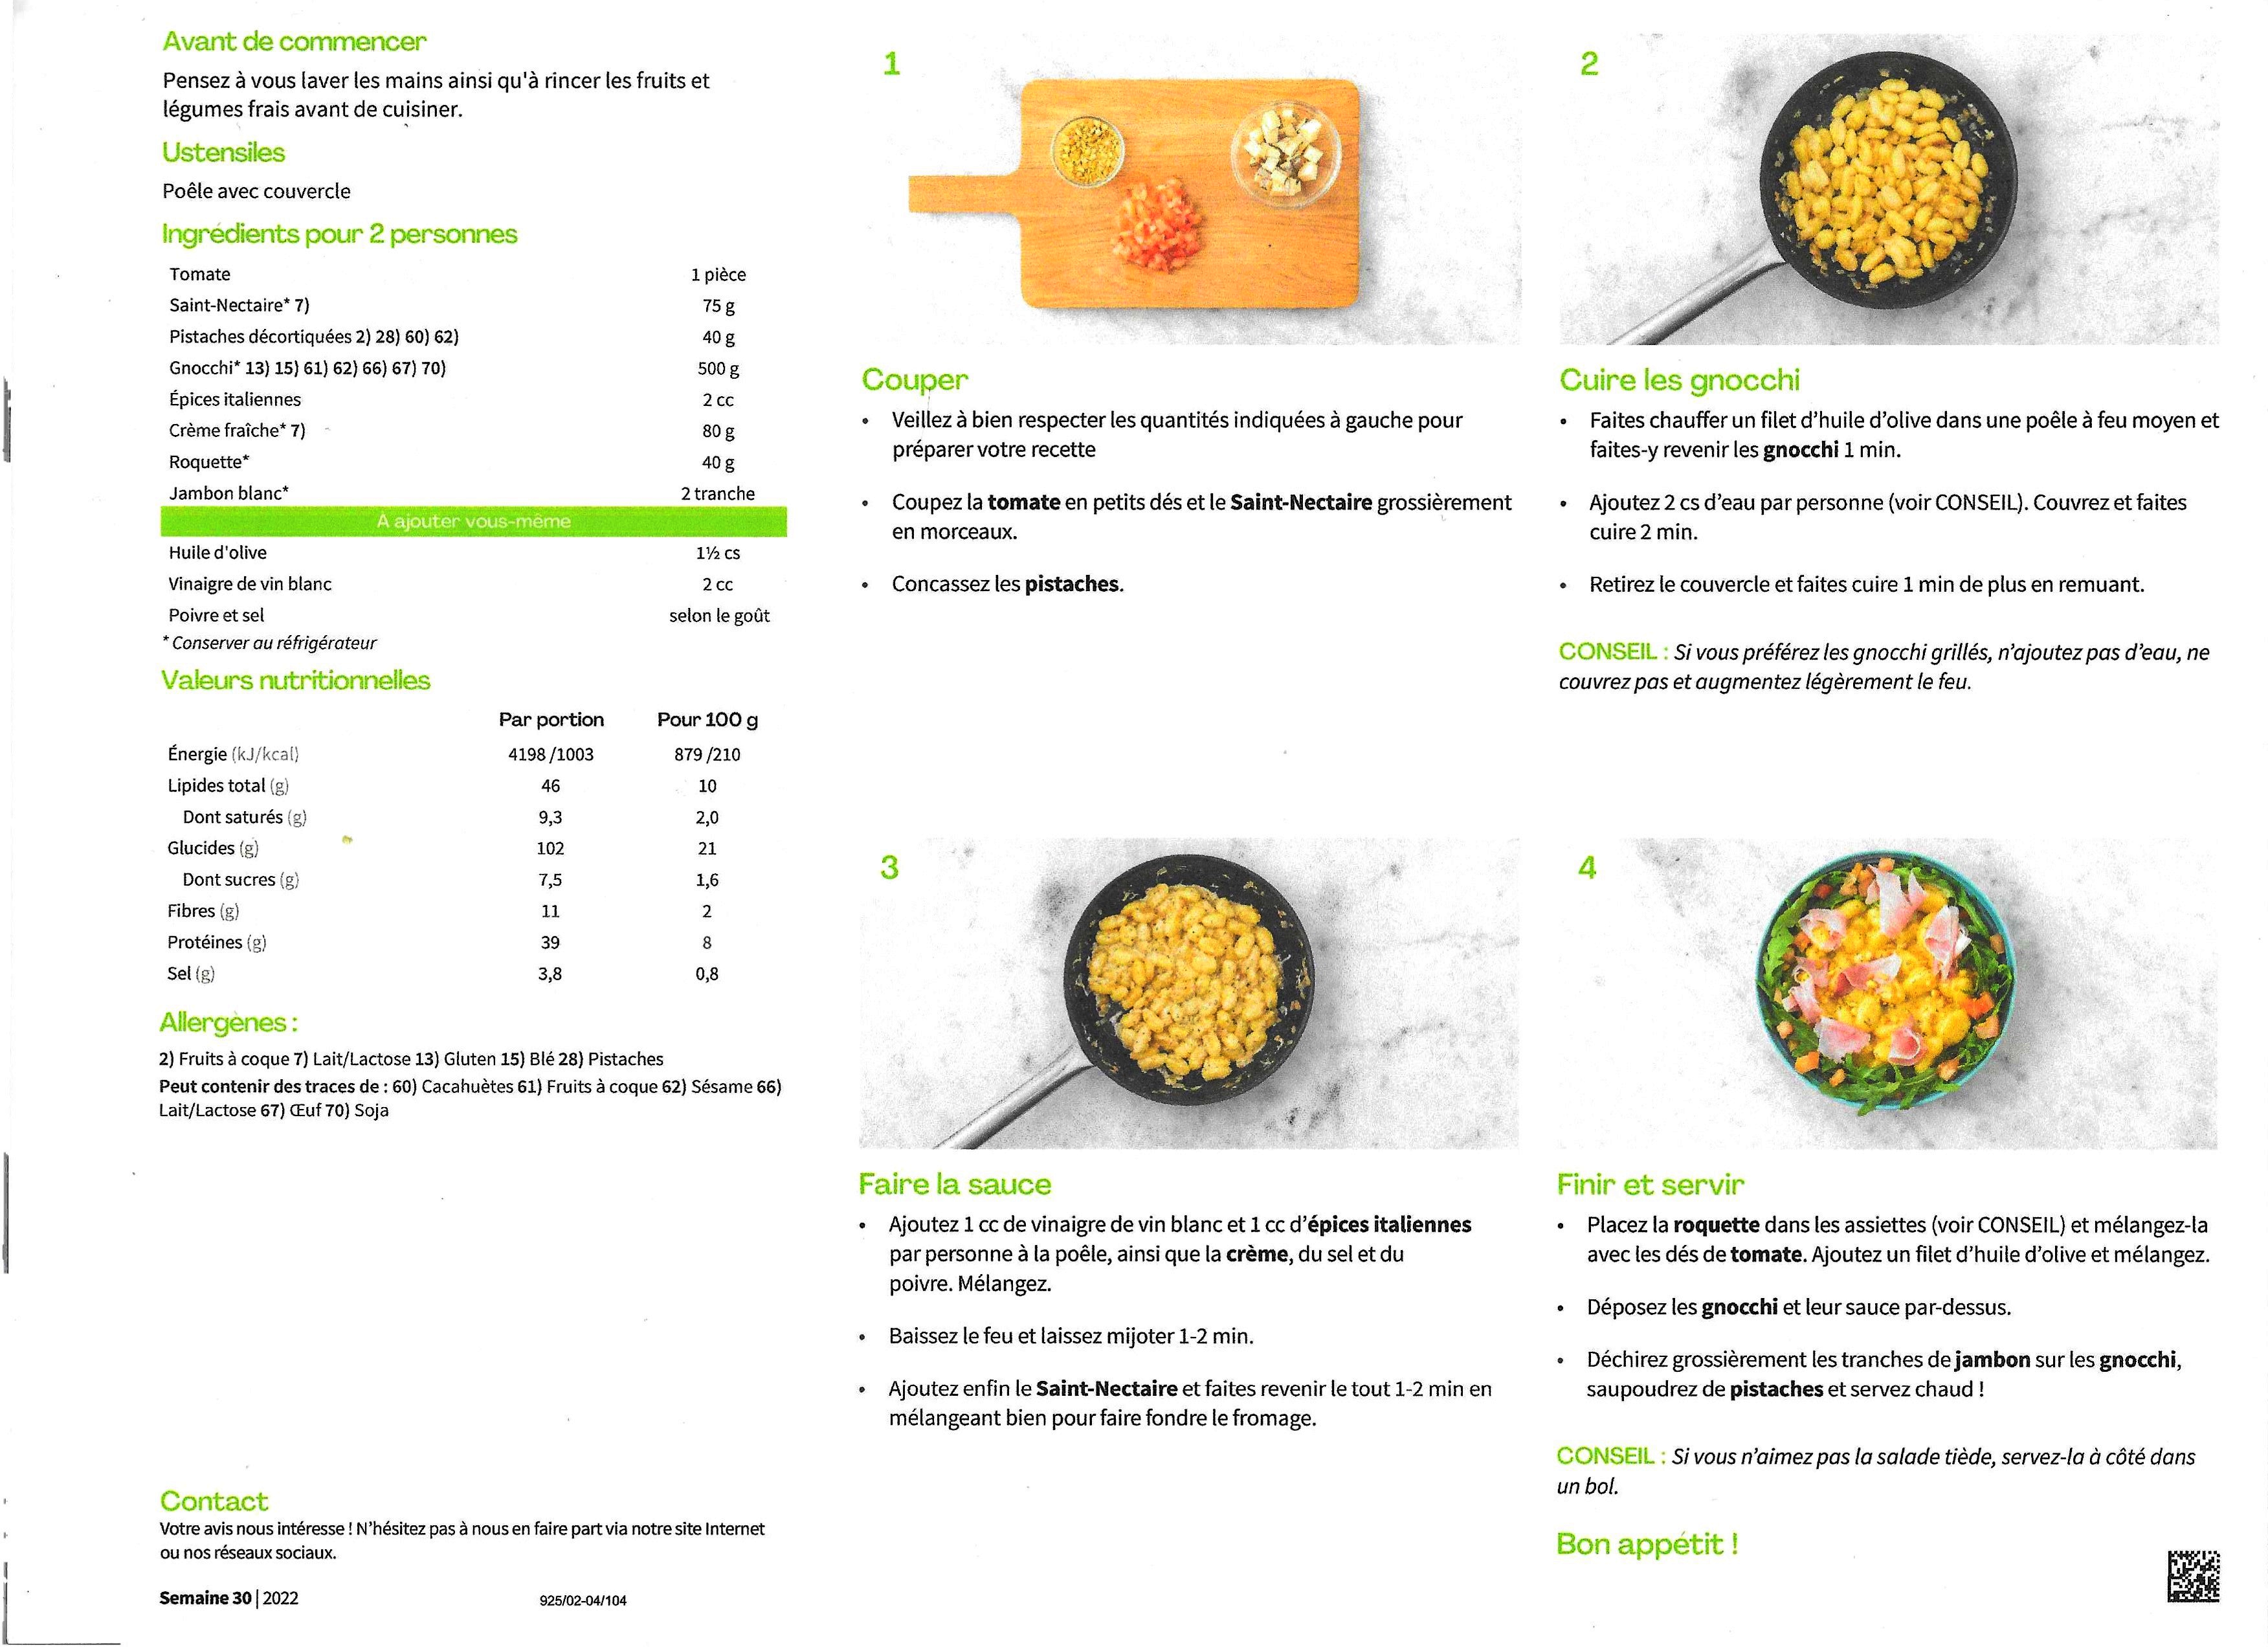 Avant de commencer
Pensez à vous laver les mains ainsi qu'à rincer les fruits et
légumes frais avant de cuisiner.
Ustensiles
Poêle avec couvercle
Ingrédients pour 2 personnes
Tomate 1 pièce
Saint-Nectaire* 7) 75 g
Pistaches décortiquées 2) 28) 60) 62) 40 g
Gnocchi* 13) 15) 61) 62) 66) 67) 70) 500 g
Épices italiennes 2 cc
Crème fraîche* 7) 80 g
Roquette* 40 g
Jambon blanc* 2 tranche
À ajouter vous-même
Huile d'olive 1½ cs
Vinaigre de vin blanc 2 cc
Poivre et sel selon le goût
* Conserver au réfrigérateur
Valeurs nutritionnelles
Par portion Pour 100 g
Énergie (kJ/kcal) 4198 /1003 879 /210
Lipides total (g) 46 10
Dont saturés (g) 9,3 2,0
Glucides (g) 102 21
Dont sucres (g) 7,5 1,6
Fibres (g) 11 2
Protéines (g) 39 8
Sel (g) 3,8 0,8
Allergènes :
2) Fruits à coque 7) Lait/Lactose 13) Gluten 15) Blé 28) Pistaches
Peut contenir des traces de : 60) Cacahuètes 61) Fruits à coque 62) Sésame 66)
Lait/Lactose 67) Œuf 70) Soja
Contact
Votre avis nous intéresse ! N'hésitez pas à nous en faire part via notre site Internet
ou nos réseaux sociaux.
Semaine 30 | 2022 925/02-04/104
1
Couper
• Veillez à bien respecter les quantités indiquées à gauche pour
préparer votre recette
• Coupez la tomate en petits dés et le Saint-Nectaire grossièrement
en morceaux.
• Concassez les pistaches.
2
Cuire les gnocchi
• Faites chauffer un filet d'huile d'olive dans une poêle à feu moyen et
faites-y revenir les gnocchi 1 min.
• Ajoutez 2 cs d'eau par personne (voir CONSEIL). Couvrez et faites
cuire 2 min.
• Retirez le couvercle et faites cuire 1 min de plus en remuant.
CONSEIL : Si vous préférez les gnocchi grillés, n'ajoutez pas d'eau, ne
couvrez pas et augmentez légèrement le feu.
3
Faire la sauce
• Ajoutez 1 cc de vinaigre de vin blanc et 1 cc d'épices italiennes
par personne à la poêle, ainsi que la crème, du sel et du
poivre. Mélangez.
• Baissez le feu et laissez mijoter 1-2 min.
• Ajoutez enfin le Saint-Nectaire et faites revenir le tout 1-2 min en
mélangeant bien pour faire fondre le fromage.
4
Finir et servir
• Placez la roquette dans les assiettes (voir CONSEIL) et mélangez-la
avec les dés de tomate. Ajoutez un filet d'huile d'olive et mélangez.
• Déposez les gnocchi et leur sauce par-dessus.
• Déchirez grossièrement les tranches de jambon sur les gnocchi,
saupoudrez de pistaches et servez chaud !
CONSEIL : Si vous n'aimez pas la salade tiède, servez-la à côté dans
un bol.
Bon appétit !